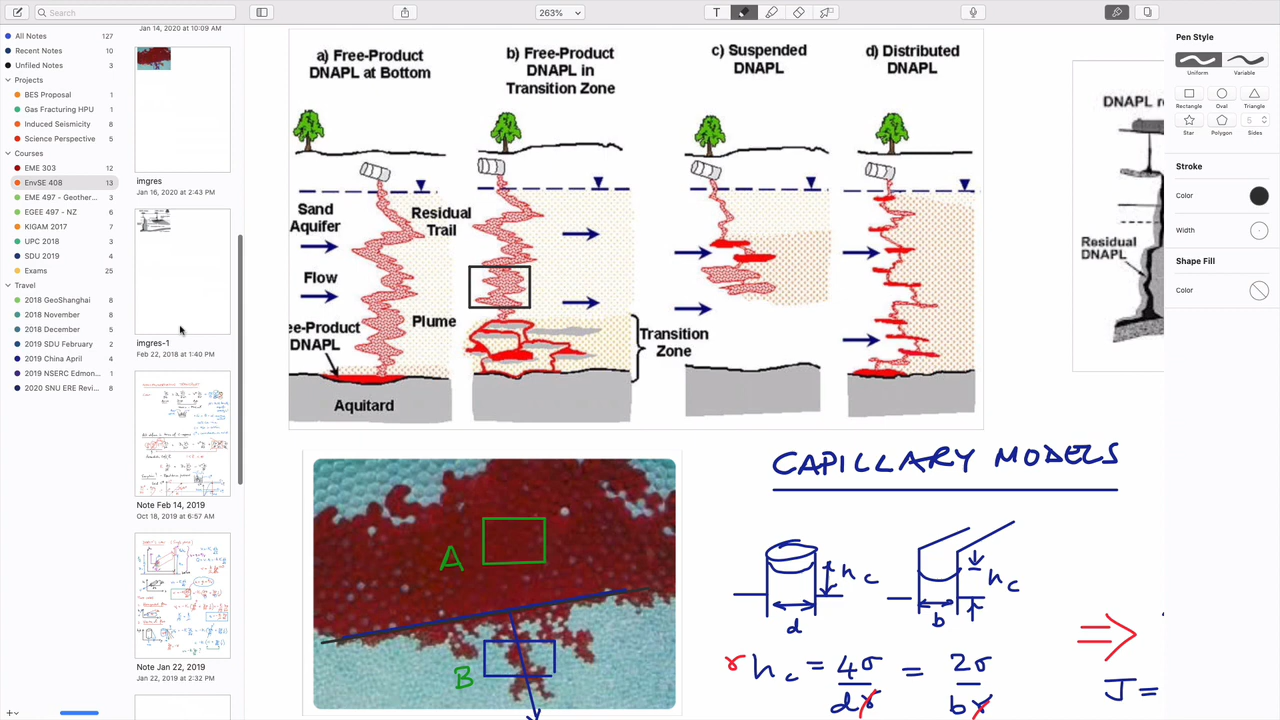 Search
263%
T
All Notes 127
Recent Notes 10
Unfiled Notes 3
Projects
BES Proposal 1
Gas Fracturing HPU 1
Induced Seismicity 8
Science Perspective 5
Courses
EME 303 12
EnvSE 408 13
EME 497 - Geother... 3
EGEE 497 - NZ 6
KIGAM 2017 7
UPC 2018 3
SDU 2019 4
Exams 25
Travel
2018 GeoShanghai 8
2018 November 8
2018 December 5
2019 SDU February 2
2019 China April 4
2019 NSERC Edmon... 1
2020 SNU ERE Revi... 8
Jan 14, 2020 at 10:09 AM
imgres
Jan 16, 2020 at 2:43 PM
imgres-1
Feb 22, 2018 at 1:40 PM
Note Feb 14, 2019
Oct 18, 2019 at 6:57 AM
Note Jan 22, 2019
Jan 22, 2019 at 2:32 PM
a) Free-Product
DNAPL at Bottom
b) Free-Product
DNAPL in
Transition Zone
c) Suspended
DNAPL
d) Distributed
DNAPL
Sand
Aquifer
Residual
Trail
Flow
Plume
ee-Product
DNAPL
Transition
Zone
Aquitard
DNAPL r
Residual
DNAPL
A
B
CAPILLARY MODELS
hc
d
hc
b
γ hc = 4σ/dγ = 2σ/bγ
⇒
J =
Pen Style
Uniform Variable
Rectangle Oval Triangle
5
Star Polygon Sides
Stroke
Color
Width
Shape Fill
Color